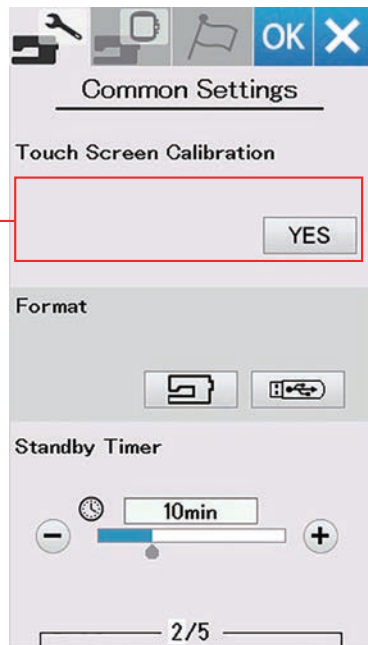 OK
Common Settings
Touch Screen Calibration
YES
Format
Standby Timer
10min
2/5